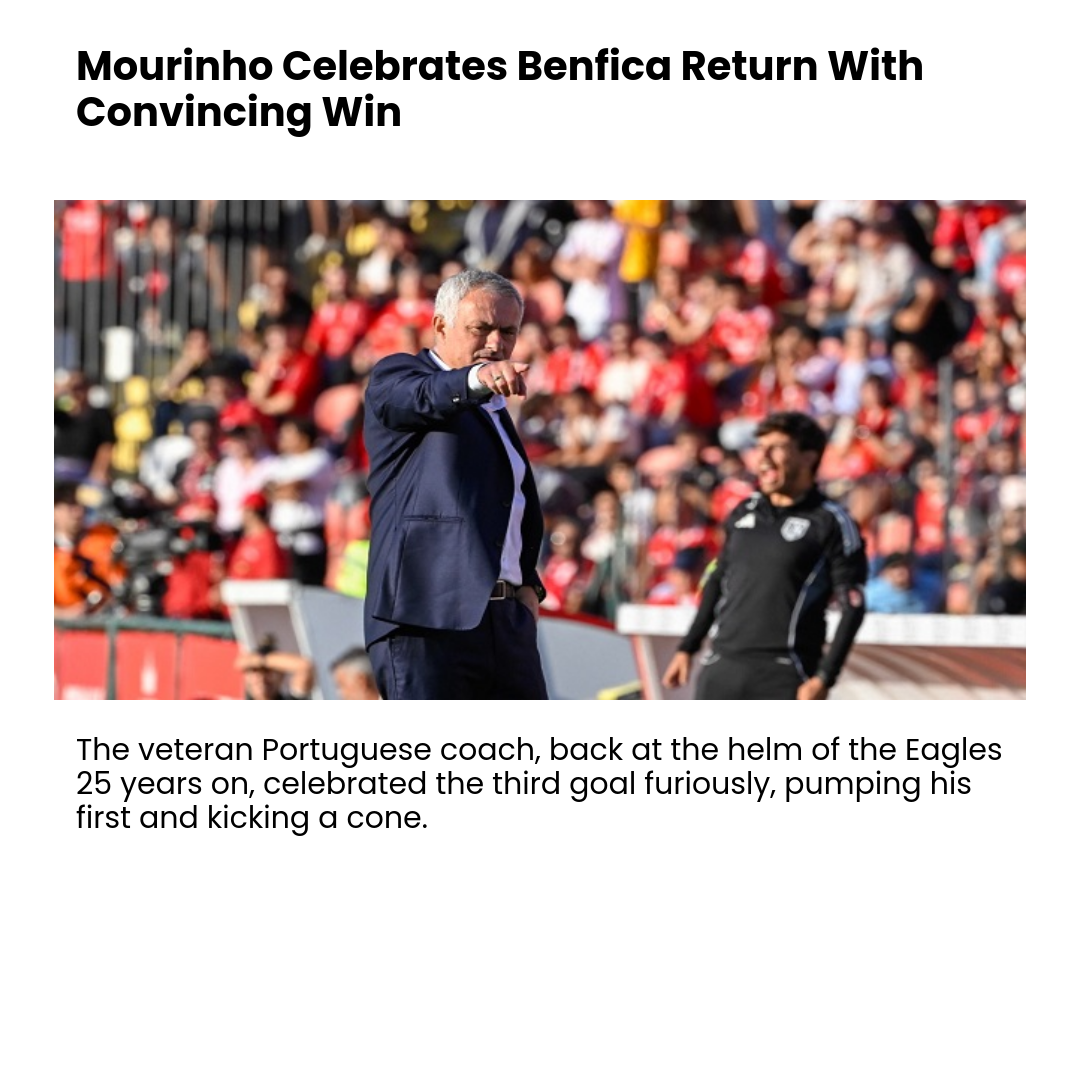 Mourinho Celebrates Benfica Return With
Convincing Win
The veteran Portuguese coach, back at the helm of the Eagles
25 years on, celebrated the third goal furiously, pumping his
first and kicking a cone.